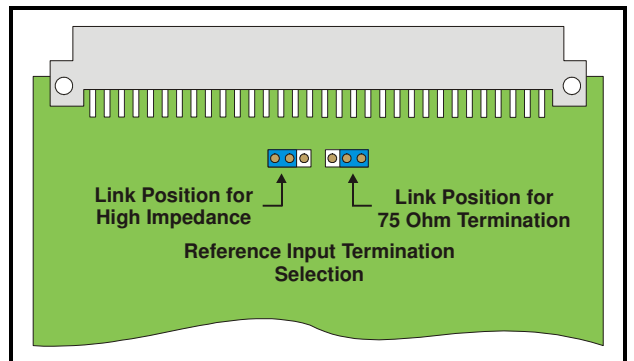 Link Position for
High Impedance
Link Position for
75 Ohm Termination
Reference Input Termination
Selection